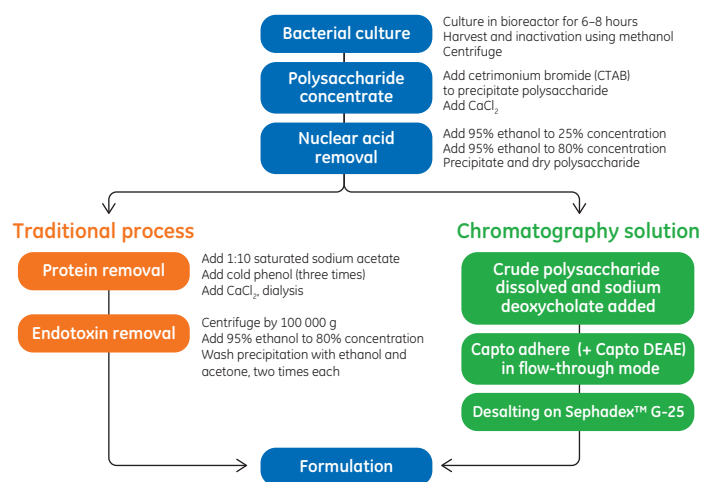 Bacterial culture
Culture in bioreactor for 6–8 hours
Harvest and inactivation using methanol
Centrifuge
Polysaccharide
concentrate
Add cetrimonium bromide (CTAB)
to precipitate polysaccharide
Add CaCl₂
Nuclear acid
removal
Add 95% ethanol to 25% concentration
Add 95% ethanol to 80% concentration
Precipitate and dry polysaccharide
Traditional process
Protein removal
Add 1:10 saturated sodium acetate
Add cold phenol (three times)
Add CaCl₂, dialysis
Endotoxin removal
Centrifuge by 100 000 g
Add 95% ethanol to 80% concentration
Wash precipitation with ethanol and
acetone, two times each
Chromatography solution
Crude polysaccharide
dissolved and sodium
deoxycholate added
Capto adhere (+ Capto DEAE)
in flow-through mode
Desalting on Sephadex™ G-25
Formulation